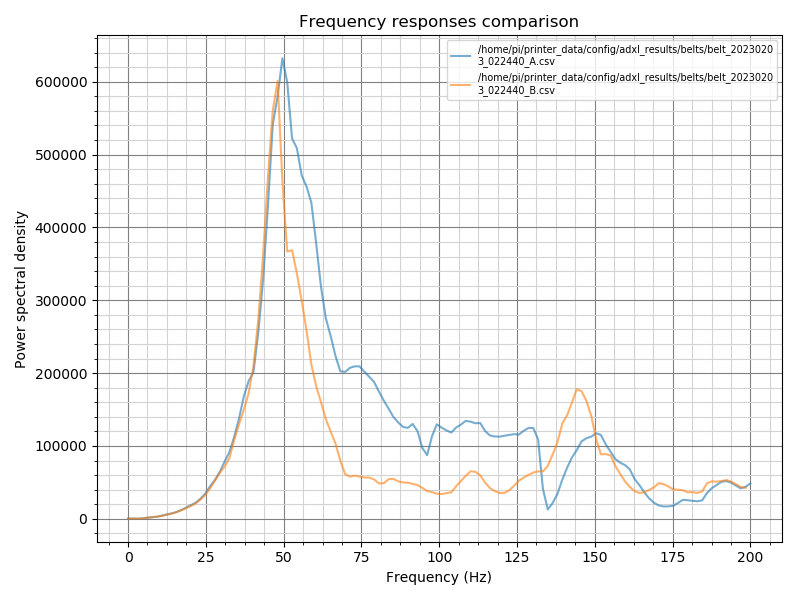 Frequency responses comparison
/home/pi/printer_data/config/adxl_results/belts/belt_2023020
3_022440_A.csv
/home/pi/printer_data/config/adxl_results/belts/belt_2023020
3_022440_B.csv
Power spectral density
600000
500000
400000
300000
200000
100000
0
0 25 50 75 100 125 150 175 200
Frequency (Hz)